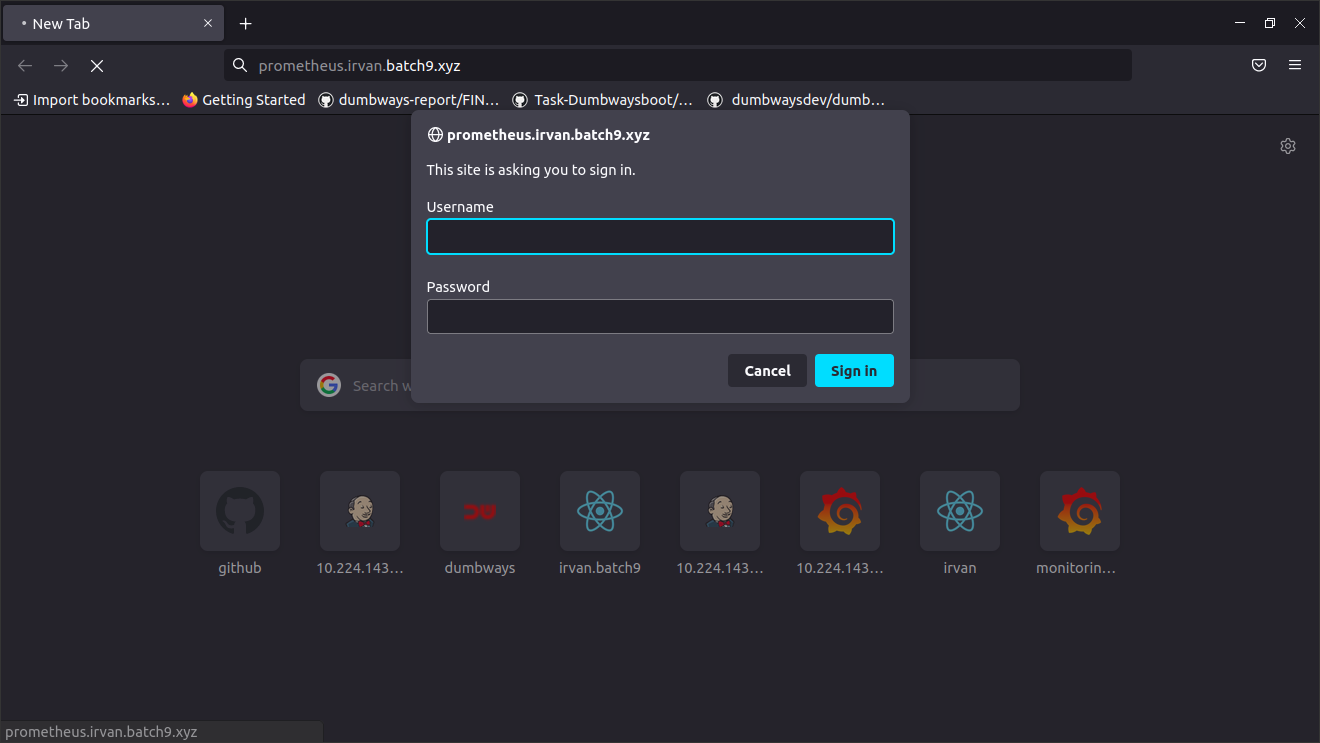 New Tab
prometheus.irvan.batch9.xyz
Import bookmarks… Getting Started dumbways-report/FIN… Task-Dumbwaysboot/… dumbwaysdev/dumb…
prometheus.irvan.batch9.xyz
This site is asking you to sign in.
Username
Password
Cancel Sign in
Search w
github 10.224.143… dumbways irvan.batch9 10.224.143… 10.224.143… irvan monitorin…
prometheus.irvan.batch9.xyz